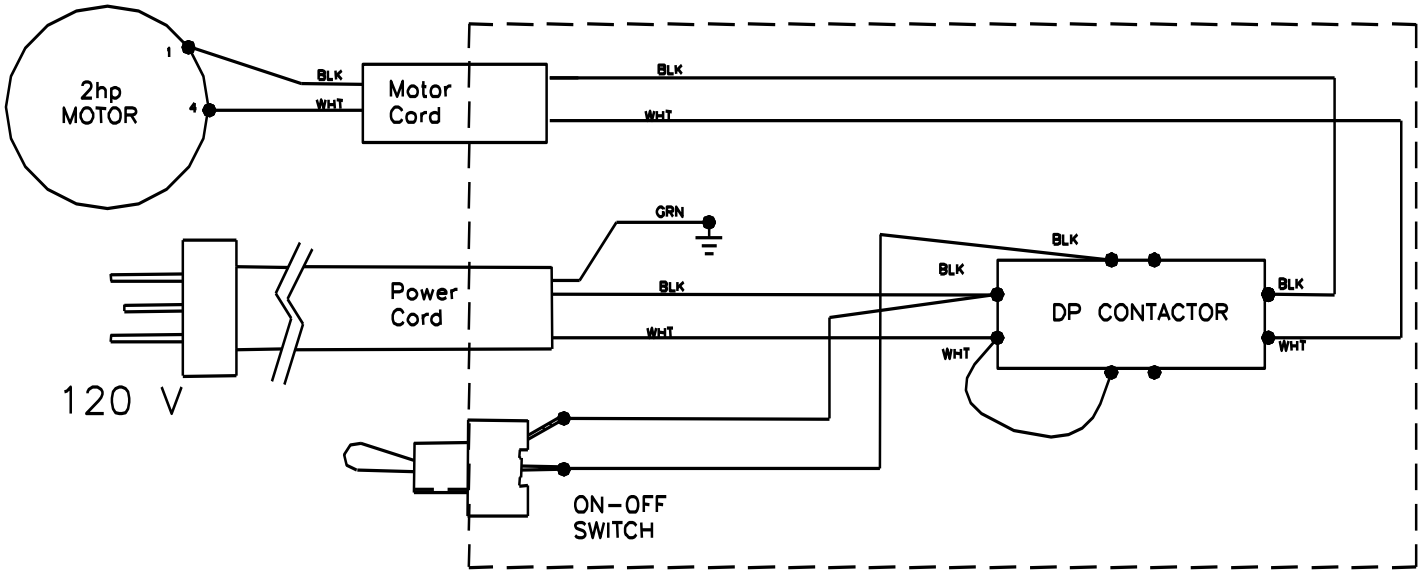 1
BLK
2hp
MOTOR
4
WHT
Motor
Cord
BLK
WHT
GRN
BLK
BLK
Power
Cord
BLK
WHT
DP CONTACTOR
BLK
WHT
WHT
120 V
ON-OFF
SWITCH